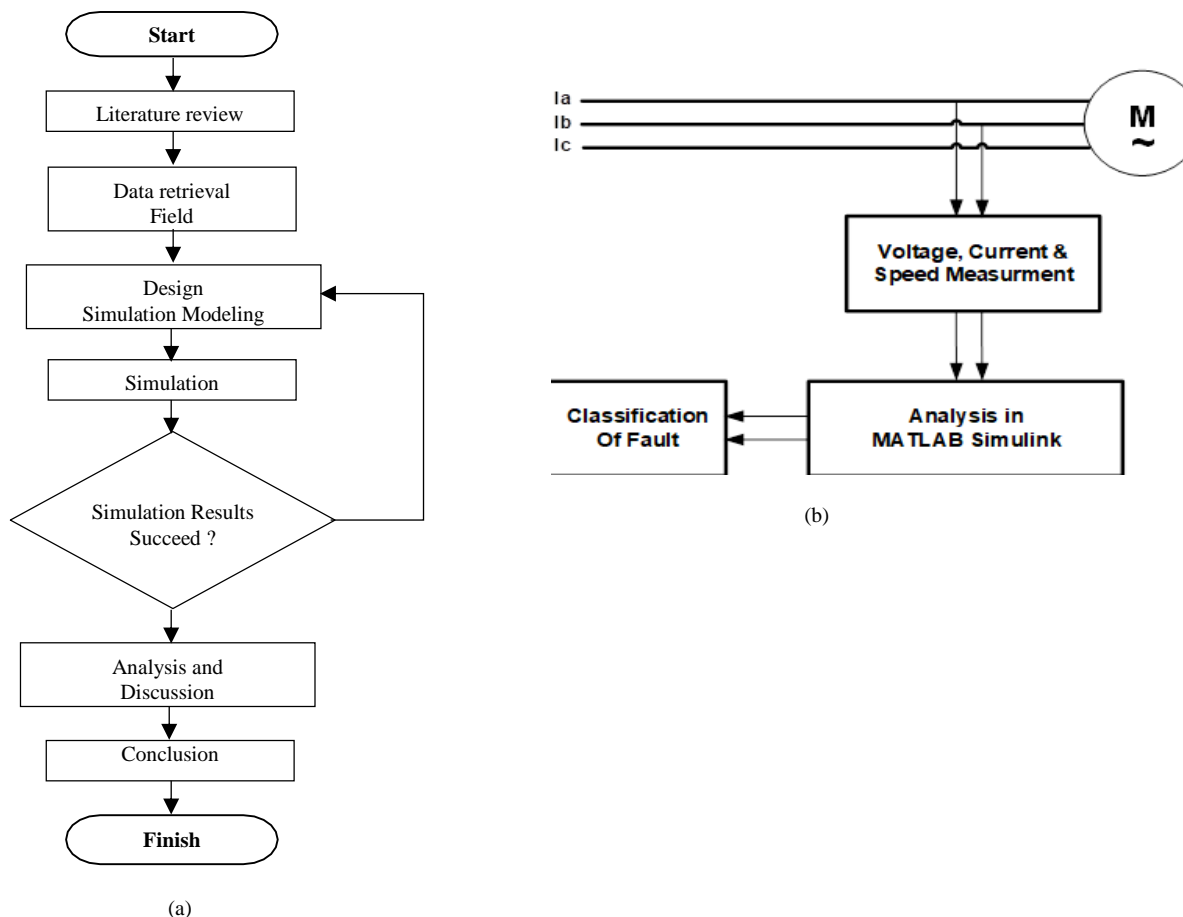 Start
Literature review
Data retrieval
Field
Design
Simulation Modeling
Simulation
Simulation Results
Succeed ?
Analysis and
Discussion
Conclusion
Finish
(a)
Ia
Ib
Ic
M
~
Voltage, Current &
Speed Measurment
Analysis in
MATLAB Simulink
Classification
Of Fault
(b)